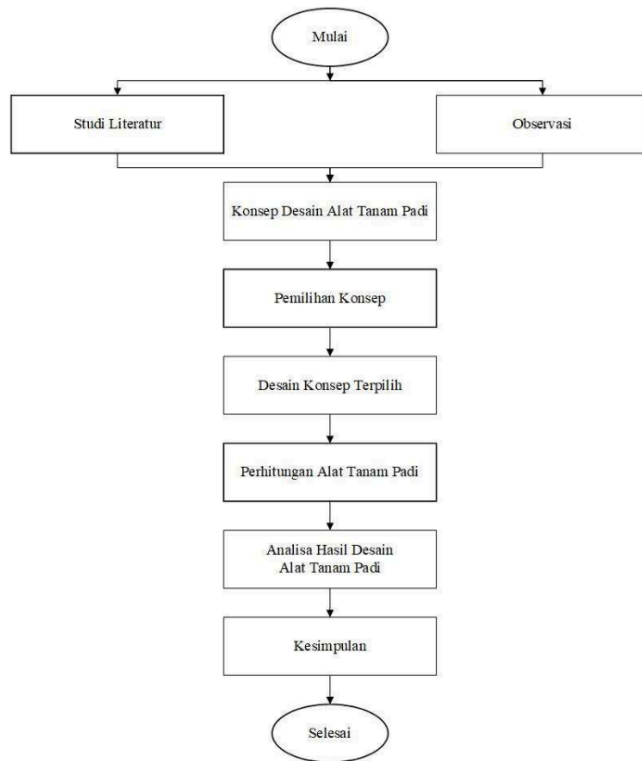 Mulai
Studi Literatur
Observasi
Konsep Desain Alat Tanam Padi
Pemilihan Konsep
Desain Konsep Terpilih
Perhitungan Alat Tanam Padi
Analisa Hasil Desain
Alat Tanam Padi
Kesimpulan
Selesai